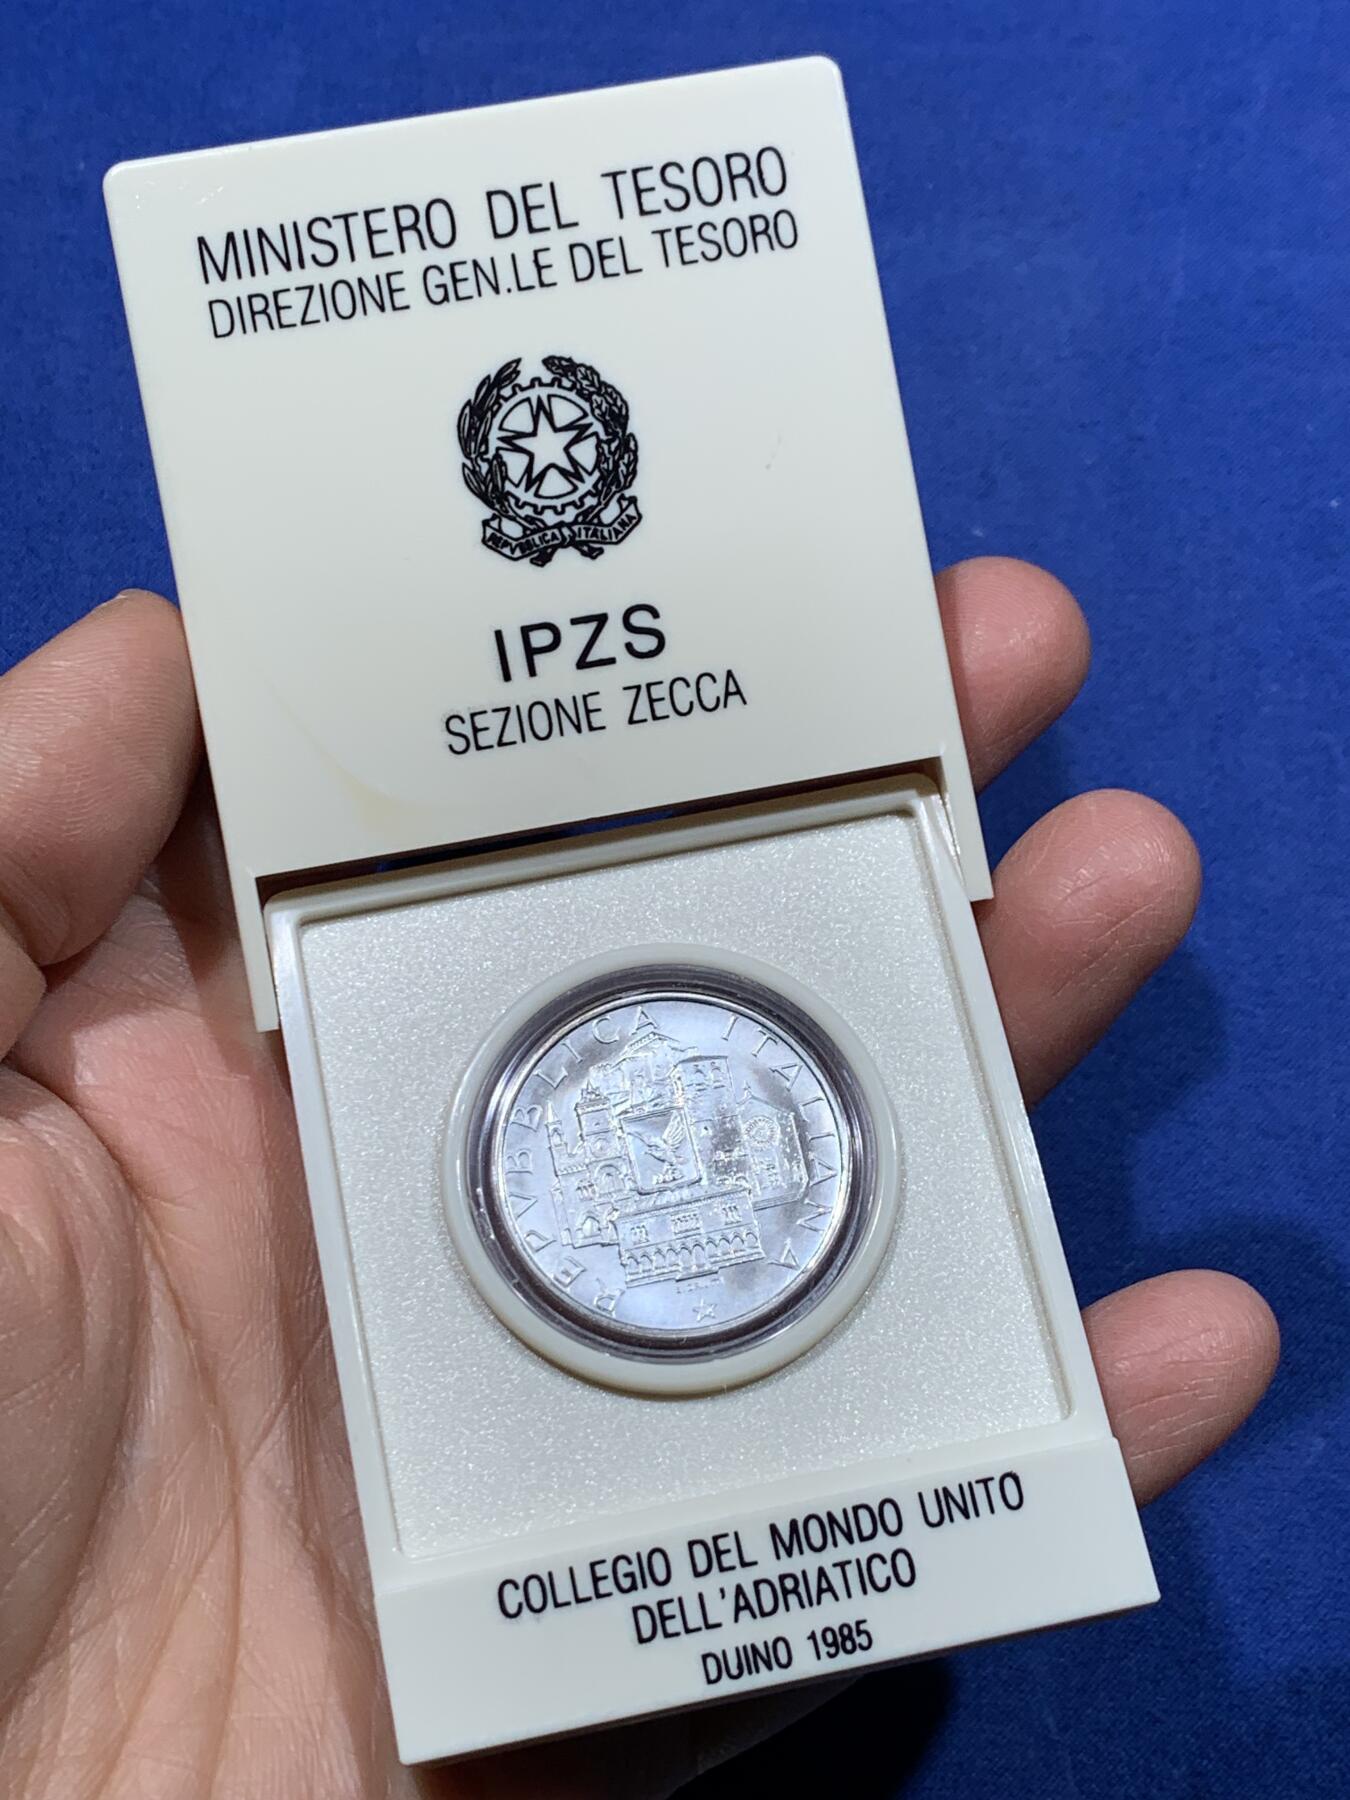 MINISTERO DEL TESORO
DIREZIONE GEN.LE DEL TESORO
REPVBBLICA ITALIANA
IPZS
SEZIONE ZECCA
REPVBBLICA ITALIANA
COLLEGIO DEL MONDO UNITO
DELL'ADRIATICO
DUINO 1985